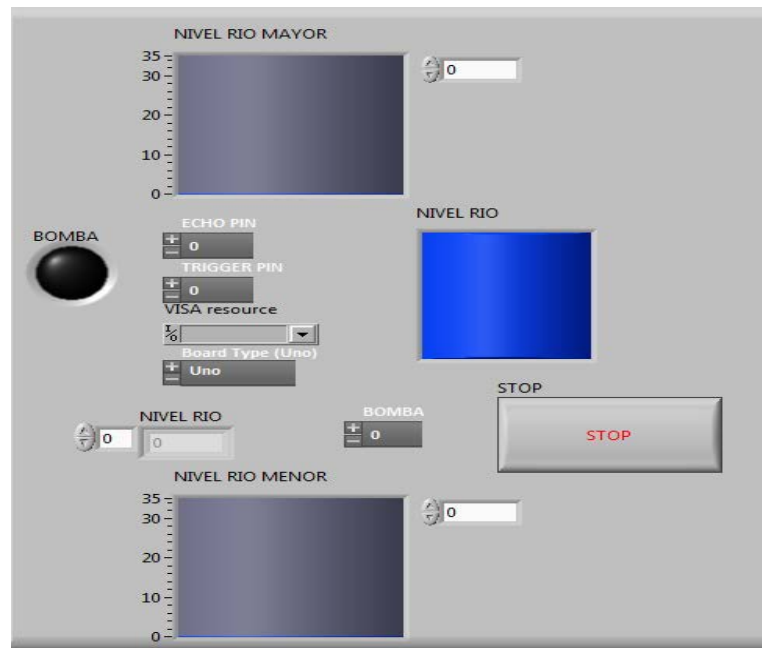 NIVEL RIO MAYOR
35
30
20
10
0
0
NIVEL RIO
BOMBA
ECHO PIN
0
TRIGGER PIN
0
VISA resource
I/O
Board Type (Uno)
Uno
STOP
STOP
NIVEL RIO
0
0
BOMBA
0
NIVEL RIO MENOR
35
30
20
10
0
0